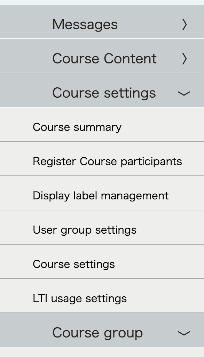 Messages
Course Content
Course settings
Course summary
Register Course participants
Display label management
User group settings
Course settings
LTI usage settings
Course group